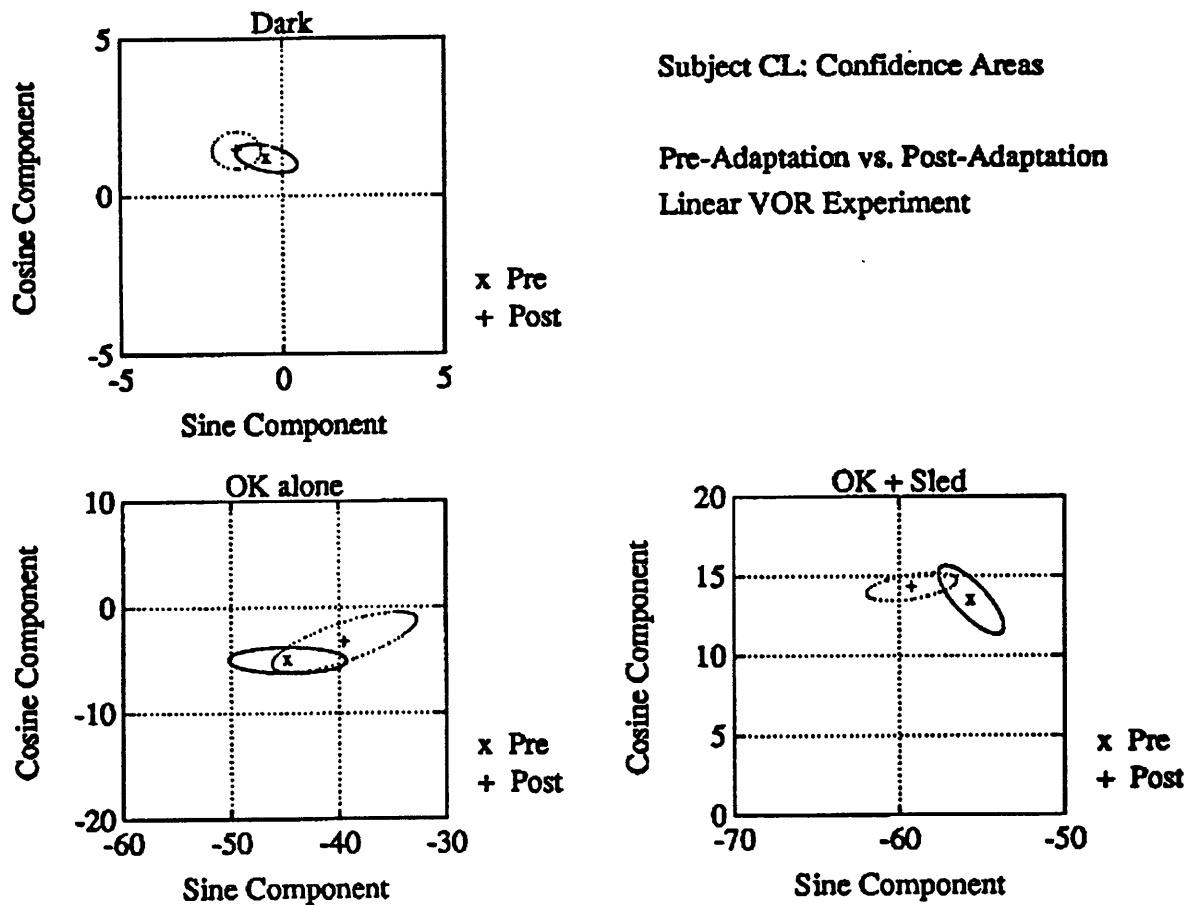 Dark
5
Cosine Component
0
-5
-5 0 5
Sine Component
x Pre
+ Post
Subject CL: Confidence Areas
Pre-Adaptation vs. Post-Adaptation
Linear VOR Experiment
OK alone
10
0
Cosine Component
-10
-20
-60 -50 -40 -30
Sine Component
x Pre
+ Post
OK + Sled
20
15
Cosine Component
10
5
0
-70 -60 -50
Sine Component
x Pre
+ Post